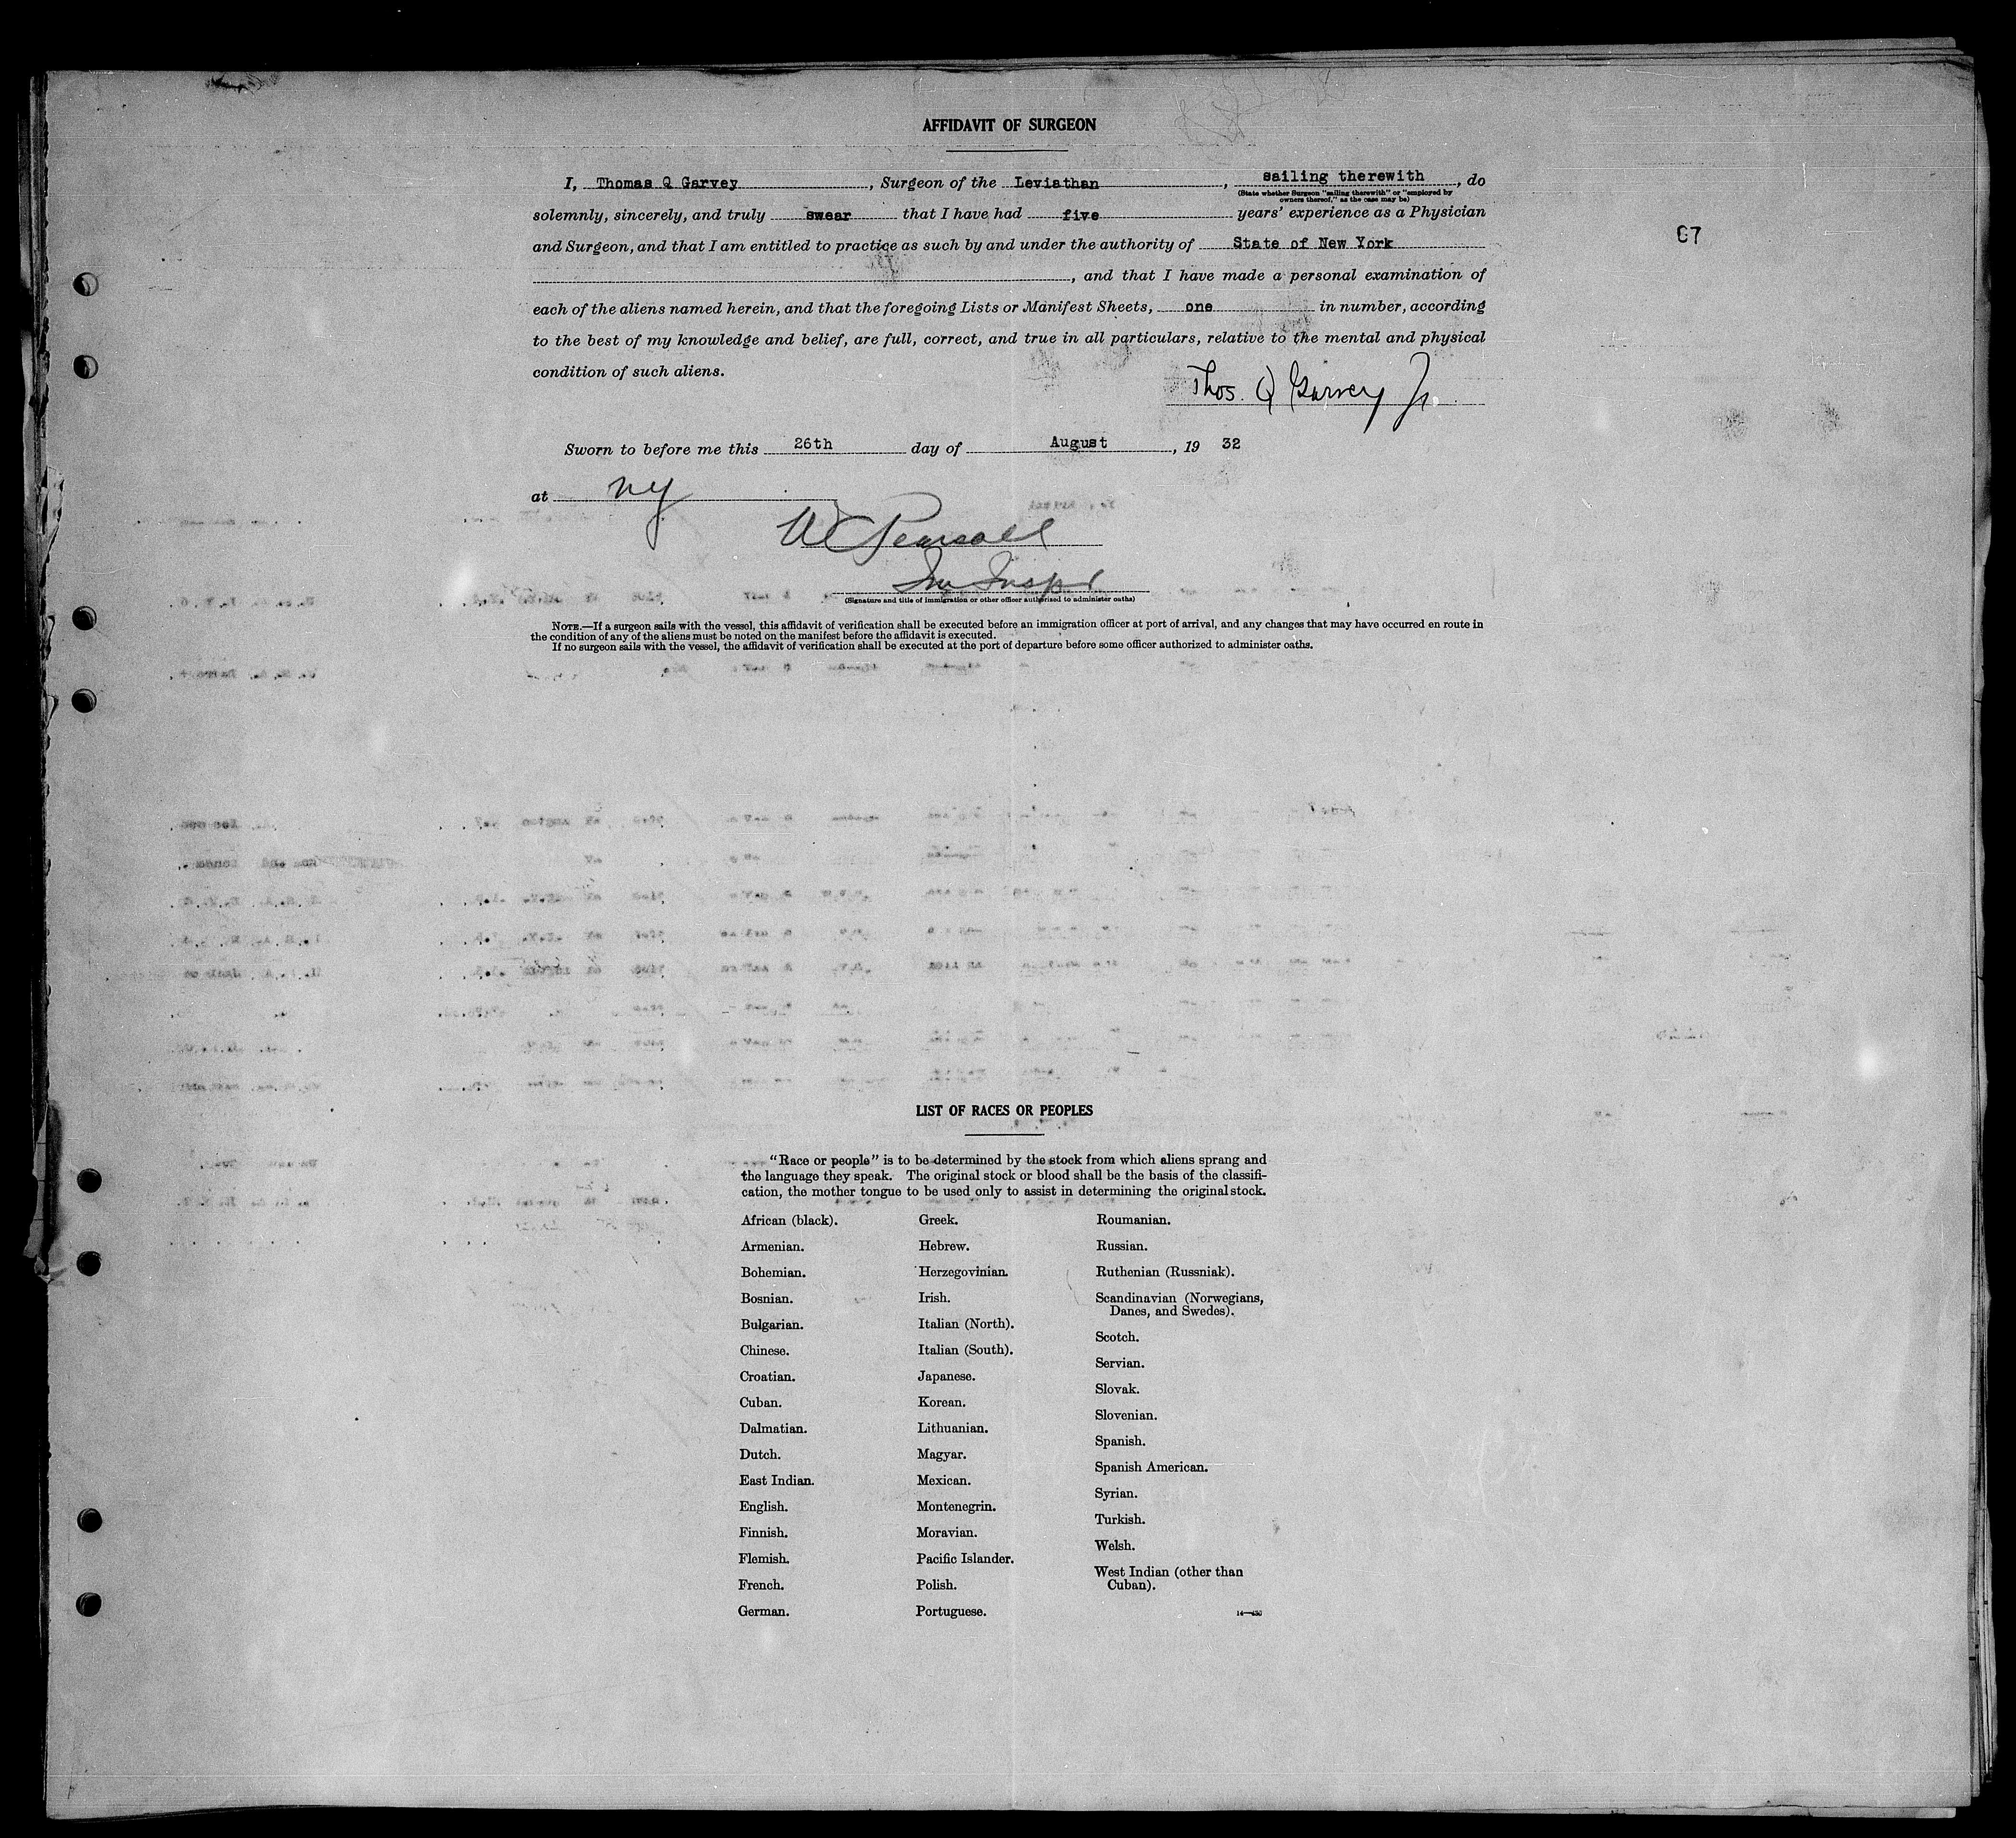 AFFIDAVIT OF SURGEON
I, Thomas Q Garvey, Surgeon of the Leviathan, sailing therewith, do
(State whether Surgeon "sailing therewith" or "employed by
owners thereof," as the case may be)
solemnly, sincerely, and truly swear that I have had five years' experience as a Physician
and Surgeon, and that I am entitled to practice as such by and under the authority of State of New York
67
, and that I have made a personal examination of
each of the aliens named herein, and that the foregoing Lists or Manifest Sheets, one in number, according
to the best of my knowledge and belief, are full, correct, and true in all particulars, relative to the mental and physical
condition of such aliens.
Thos. Q Garvey Jr.
Sworn to before me this 26th day of August, 19 32
at NY
W Pearsall
Im Inspr
(Signature and title of immigration or other officer authorized to administer oaths)
NOTE.—If a surgeon sails with the vessel, this affidavit of verification shall be executed before an immigration officer at port of arrival, and any changes that may have occurred en route in
the condition of any of the aliens must be noted on the manifest before the affidavit is executed.
If no surgeon sails with the vessel, the affidavit of verification shall be executed at the port of departure before some officer authorized to administer oaths.
LIST OF RACES OR PEOPLES
"Race or people" is to be determined by the stock from which aliens sprang and
the language they speak. The original stock or blood shall be the basis of the classifi-
cation, the mother tongue to be used only to assist in determining the original stock.
African (black).
Armenian.
Bohemian.
Bosnian.
Bulgarian.
Chinese.
Croatian.
Cuban.
Dalmatian.
Dutch.
East Indian.
English.
Finnish.
Flemish.
French.
German.
Greek.
Hebrew.
Herzegovinian.
Irish.
Italian (North).
Italian (South).
Japanese.
Korean.
Lithuanian.
Magyar.
Mexican.
Montenegrin.
Moravian.
Pacific Islander.
Polish.
Portuguese.
Roumanian.
Russian.
Ruthenian (Russniak).
Scandinavian (Norwegians,
Danes, and Swedes).
Scotch.
Servian.
Slovak.
Slovenian.
Spanish.
Spanish American.
Syrian.
Turkish.
Welsh.
West Indian (other than
Cuban).